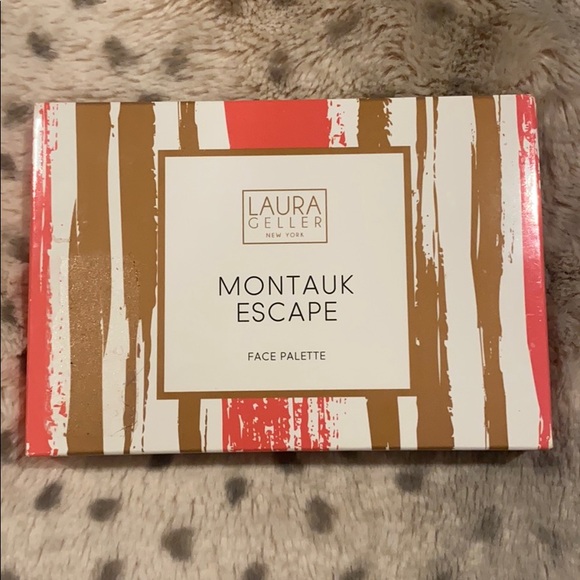 LAURA
GELLER
NEW YORK
MONTAUK
ESCAPE
FACE PALETTE